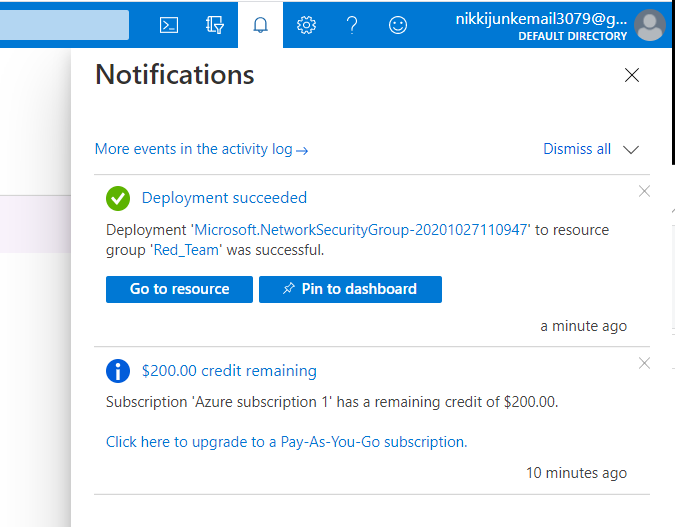 nikkijunkemail3079@g...
DEFAULT DIRECTORY
Notifications
More events in the activity log →
Dismiss all
Deployment succeeded
Deployment 'Microsoft.NetworkSecurityGroup-20201027110947' to resource
group 'Red_Team' was successful.
Go to resource
Pin to dashboard
a minute ago
$200.00 credit remaining
Subscription 'Azure subscription 1' has a remaining credit of $200.00.
Click here to upgrade to a Pay-As-You-Go subscription.
10 minutes ago